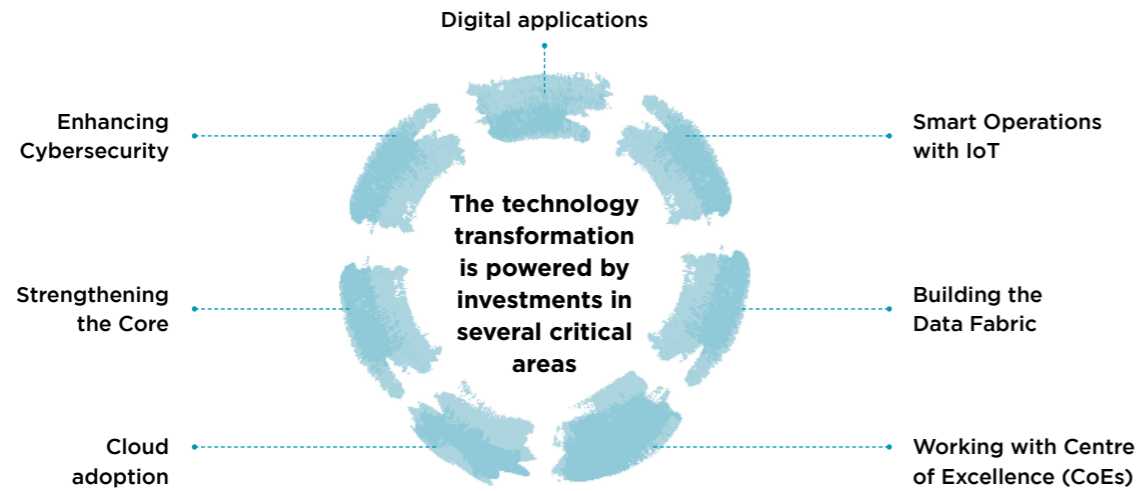 Digital applications
Enhancing
Cybersecurity
Smart Operations
with IoT
The technology
transformation
is powered by
investments in
several critical
areas
Strengthening
the Core
Building the
Data Fabric
Cloud
adoption
Working with Centre
of Excellence (CoEs)